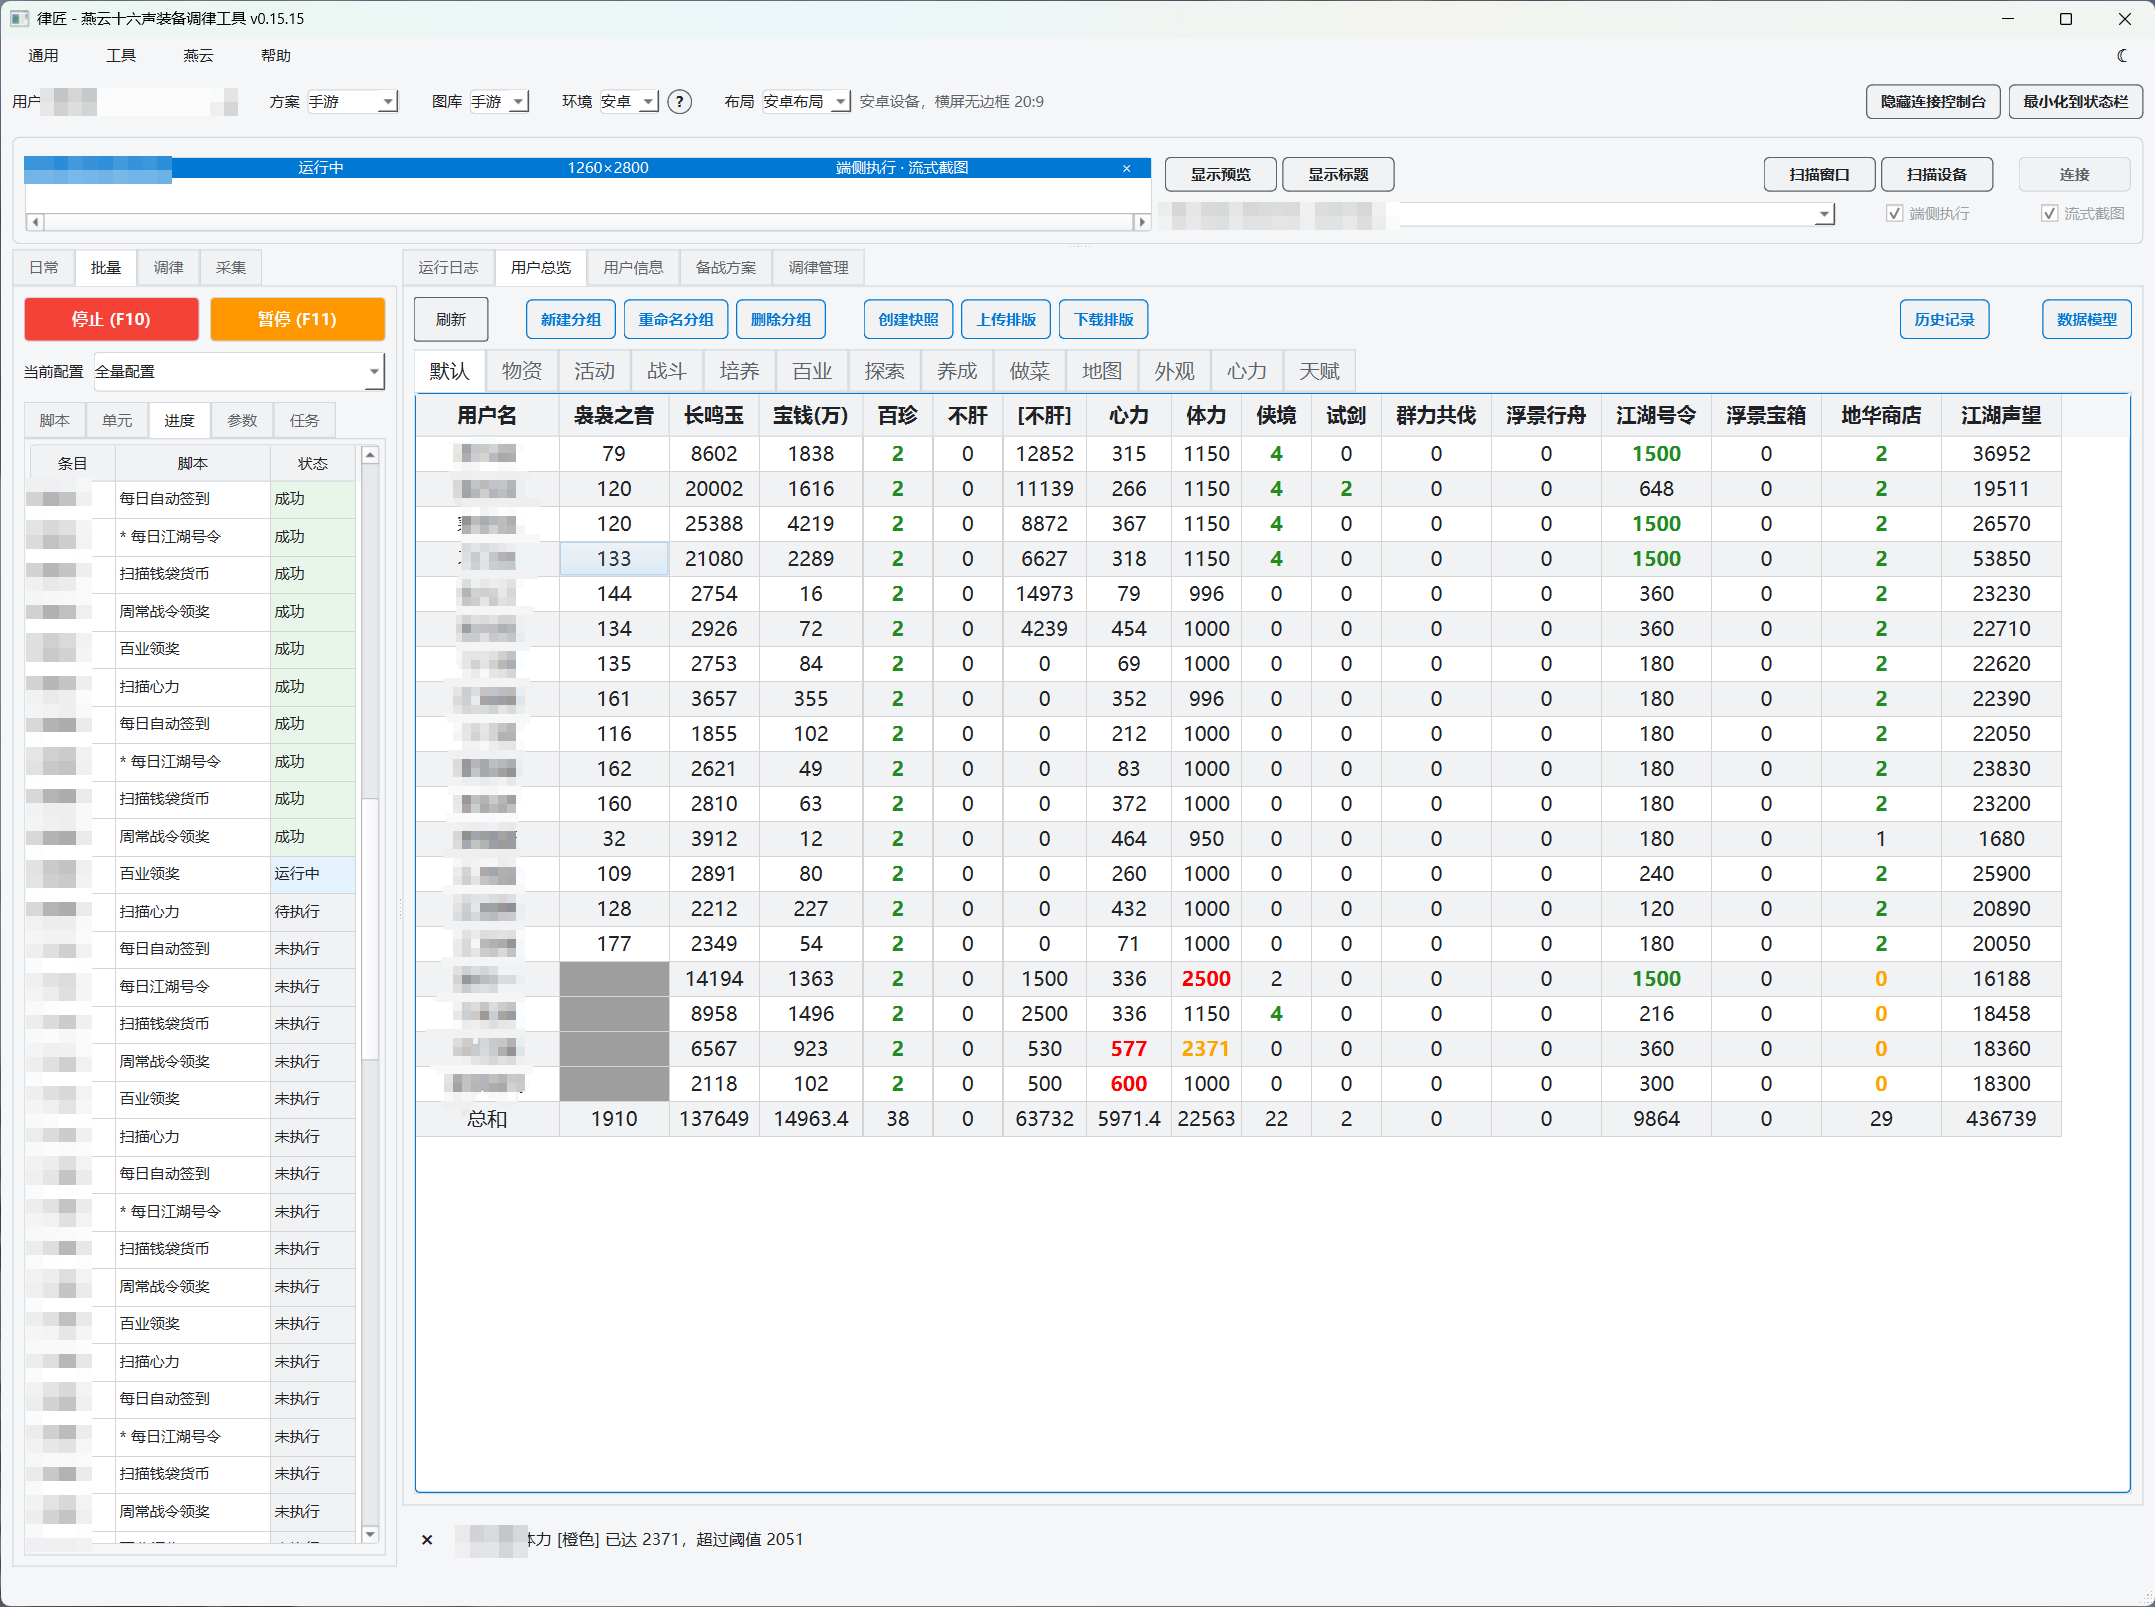 律匠 - 燕云十六声装备调律工具 v0.15.15
通用 工具 燕云 帮助
用户 方案 手游 图库 手游 环境 安卓 ? 布局 安卓布局 安卓设备，横屏无边框 20:9 隐藏连接控制台 最小化到状态栏
运行中 1260×2800 端侧执行 · 流式截图 ×
显示预览 显示标题 扫描窗口 扫描设备 连接
端侧执行 流式截图
日常 批量 调律 采集
停止 (F10) 暂停 (F11)
当前配置 全量配置
脚本 单元 进度 参数 任务
条目 脚本 状态
每日自动签到 成功
* 每日江湖号令 成功
扫描钱袋货币 成功
周常战令领奖 成功
百业领奖 成功
扫描心力 成功
每日自动签到 成功
* 每日江湖号令 成功
扫描钱袋货币 成功
周常战令领奖 成功
百业领奖 运行中
扫描心力 待执行
每日自动签到 未执行
每日江湖号令 未执行
扫描钱袋货币 未执行
周常战令领奖 未执行
百业领奖 未执行
扫描心力 未执行
每日自动签到 未执行
* 每日江湖号令 未执行
扫描钱袋货币 未执行
周常战令领奖 未执行
百业领奖 未执行
扫描心力 未执行
每日自动签到 未执行
* 每日江湖号令 未执行
扫描钱袋货币 未执行
周常战令领奖 未执行
运行日志 用户总览 用户信息 备战方案 调律管理
刷新 新建分组 重命名分组 删除分组 创建快照 上传排版 下载排版 历史记录 数据模型
默认 物资 活动 战斗 培养 百业 探索 养成 做菜 地图 外观 心力 天赋
用户名 袅袅之音 长鸣玉 宝钱(万) 百珍 不肝 [不肝] 心力 体力 侠境 试剑 群力共伐 浮景行舟 江湖号令 浮景宝箱 地华商店 江湖声望
79 8602 1838 2 0 12852 315 1150 4 0 0 0 1500 0 2 36952
120 20002 1616 2 0 11139 266 1150 4 2 0 0 648 0 2 19511
120 25388 4219 2 0 8872 367 1150 4 0 0 0 1500 0 2 26570
133 21080 2289 2 0 6627 318 1150 4 0 0 0 1500 0 2 53850
144 2754 16 2 0 14973 79 996 0 0 0 0 360 0 2 23230
134 2926 72 2 0 4239 454 1000 0 0 0 0 360 0 2 22710
135 2753 84 2 0 0 69 1000 0 0 0 0 180 0 2 22620
161 3657 355 2 0 0 352 996 0 0 0 0 180 0 2 22390
116 1855 102 2 0 0 212 1000 0 0 0 0 180 0 2 22050
162 2621 49 2 0 0 83 1000 0 0 0 0 180 0 2 23830
160 2810 63 2 0 0 372 1000 0 0 0 0 180 0 2 23200
32 3912 12 2 0 0 464 950 0 0 0 0 180 0 1 1680
109 2891 80 2 0 0 260 1000 0 0 0 0 240 0 2 25900
128 2212 227 2 0 0 432 1000 0 0 0 0 120 0 2 20890
177 2349 54 2 0 0 71 1000 0 0 0 0 180 0 2 20050
14194 1363 2 0 1500 336 2500 2 0 0 0 1500 0 0 16188
8958 1496 2 0 2500 336 1150 4 0 0 0 216 0 0 18458
6567 923 2 0 530 577 2371 0 0 0 0 360 0 0 18360
2118 102 2 0 500 600 1000 0 0 0 0 300 0 0 18300
总和 1910 137649 14963.4 38 0 63732 5971.4 22563 22 2 0 0 9864 0 29 436739
× 体力 [橙色] 已达 2371，超过阈值 2051